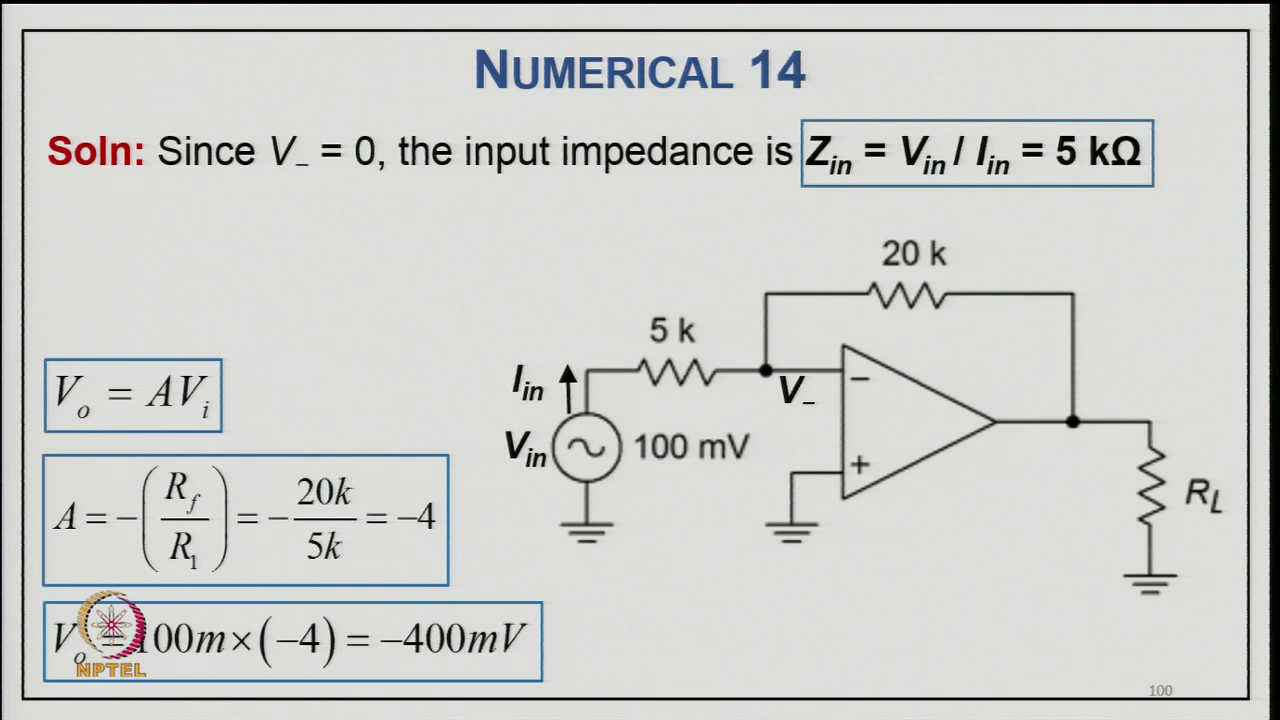 NUMERICAL 14
Soln: Since V₋ = 0, the input impedance is Zin = Vin / Iin = 5 kΩ
20 k
5 k
Iin
V₋
−
Vin
100 mV
+
RL
Vo = AVi
A = −(Rf/R1) = −20k/5k = −4
Vo = 100m × (−4) = −400mV
NPTEL
100